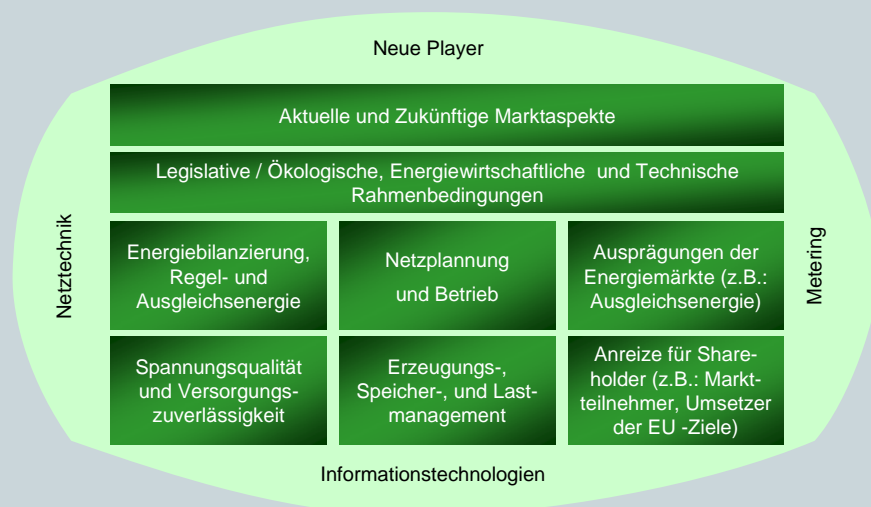 Neue Player
Aktuelle und Zukünftige Marktaspekte
Legislative / Ökologische, Energiewirtschaftliche und Technische
Rahmenbedingungen
Netztechnik
Energiebilanzierung,
Regel- und
Ausgleichsenergie
Netzplannung
und Betrieb
Ausprägungen der
Energiemärkte (z.B.:
Ausgleichsenergie)
Metering
Spannungsqualität
und Versorgungs-
zuverlässigkeit
Erzeugungs-,
Speicher-, und Last-
management
Anreize für Share-
holder (z.B.: Markt-
teilnehmer, Umsetzer
der EU -Ziele)
Informationstechnologien